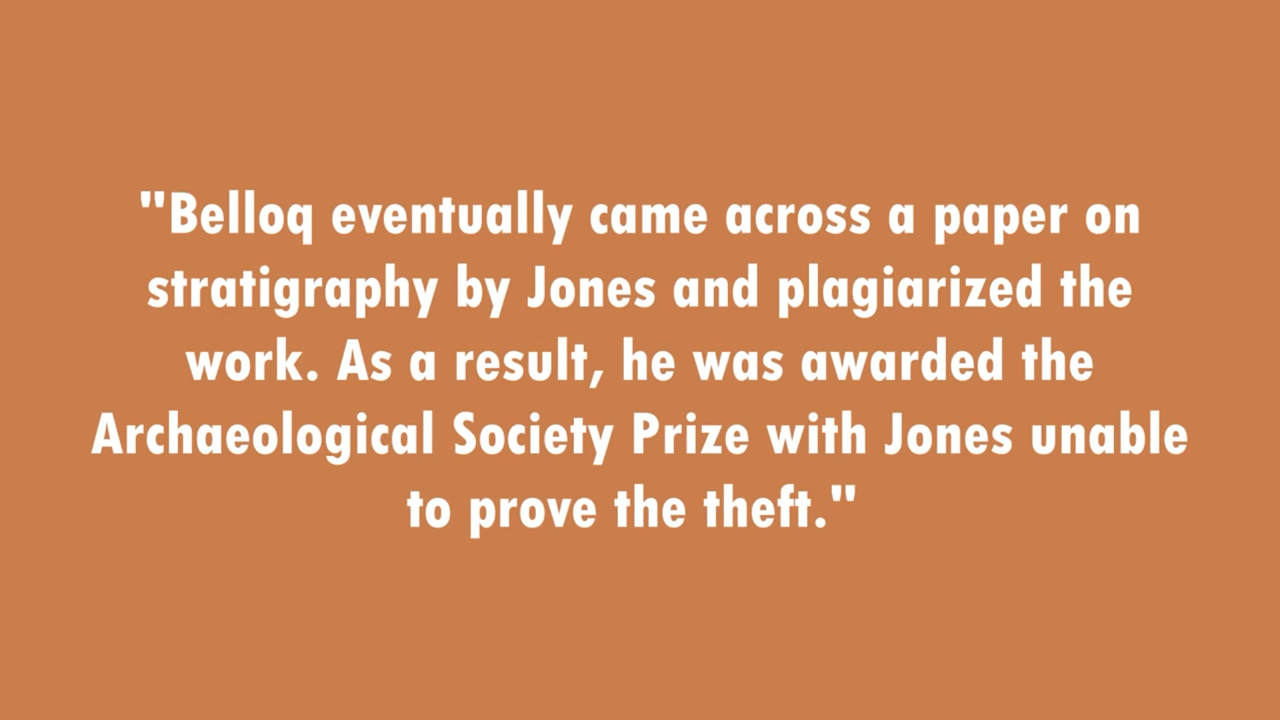 "Belloq eventually came across a paper on
stratigraphy by Jones and plagiarized the
work. As a result, he was awarded the
Archaeological Society Prize with Jones unable
to prove the theft."